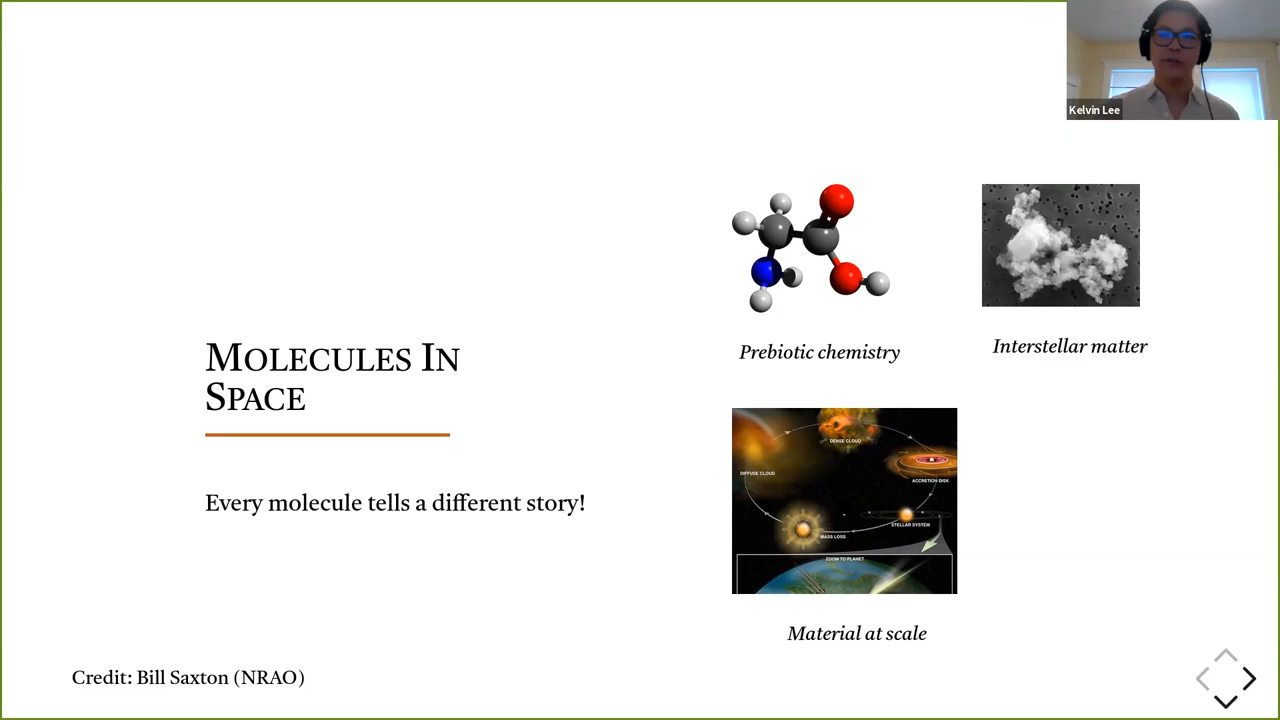 Kelvin Lee
Prebiotic chemistry
Interstellar matter
MOLECULES IN
SPACE
Every molecule tells a different story!
DENSE CLOUD
DIFFUSE CLOUD
ACCRETION DISK
STELLAR SYSTEM
MASS LOSS
ZOOM TO PLANET
Material at scale
Credit: Bill Saxton (NRAO)